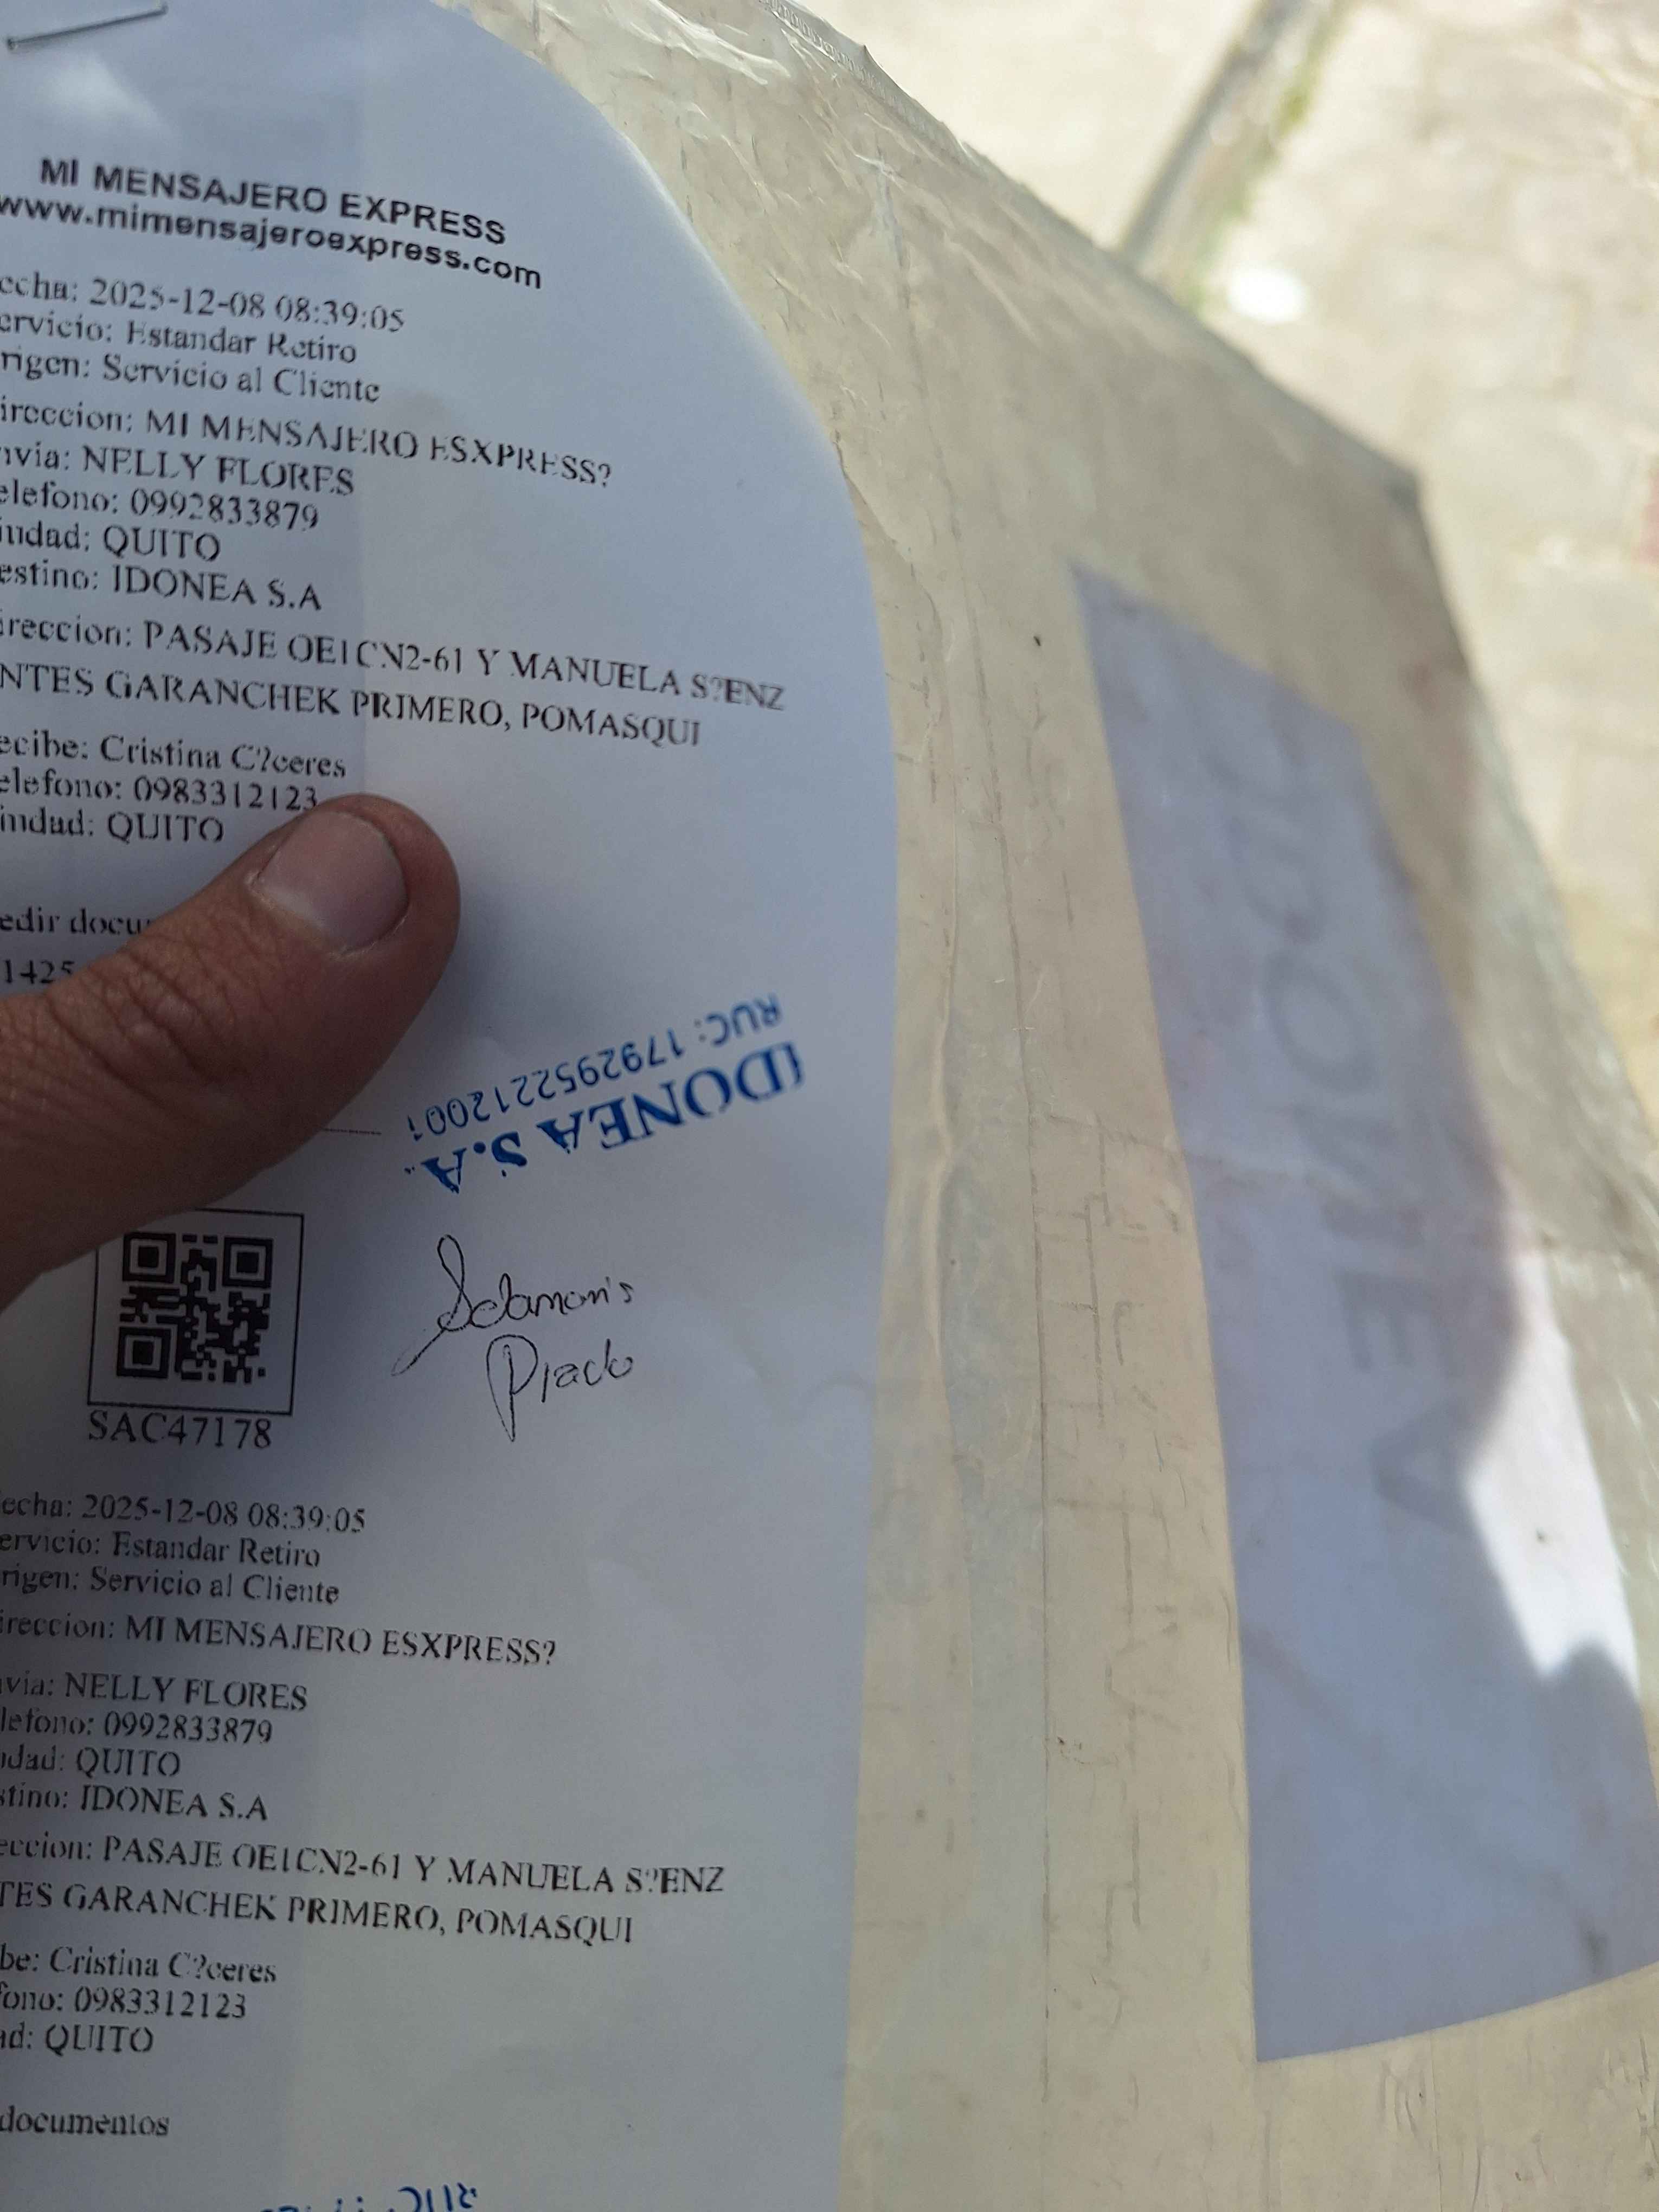 MI MENSAJERO EXPRESS
www.mimensajeroexpress.com
echa: 2025-12-08 08:39:05
ervicio: Estandar Retiro
rigen: Servicio al Cliente
ireccion: MI MENSAJERO ESXPRESS?
nvia: NELLY FLORES
elefono: 0992833879
iudad: QUITO
estino: IDONEA S.A
ireccion: PASAJE OE1CN2-61 Y MANUELA S?ENZ
NTES GARANCHEK PRIMERO, POMASQUI
ecibe: Cristina C?ceres
elefono: 0983312123
iudad: QUITO
edir docu
1425
IDONEA S.A.
RUC: 1792952212001
Prado
SAC47178
echa: 2025-12-08 08:39:05
ervicio: Estandar Retiro
rigen: Servicio al Cliente
ireccion: MI MENSAJERO ESXPRESS?
via: NELLY FLORES
lefono: 0992833879
udad: QUITO
stino: IDONEA S.A
eccion: PASAJE OE1CN2-61 Y MANUELA S?ENZ
TES GARANCHEK PRIMERO, POMASQUI
be: Cristina C?ceres
fono: 0983312123
ad: QUITO
documentos
RUC:
IDONEA